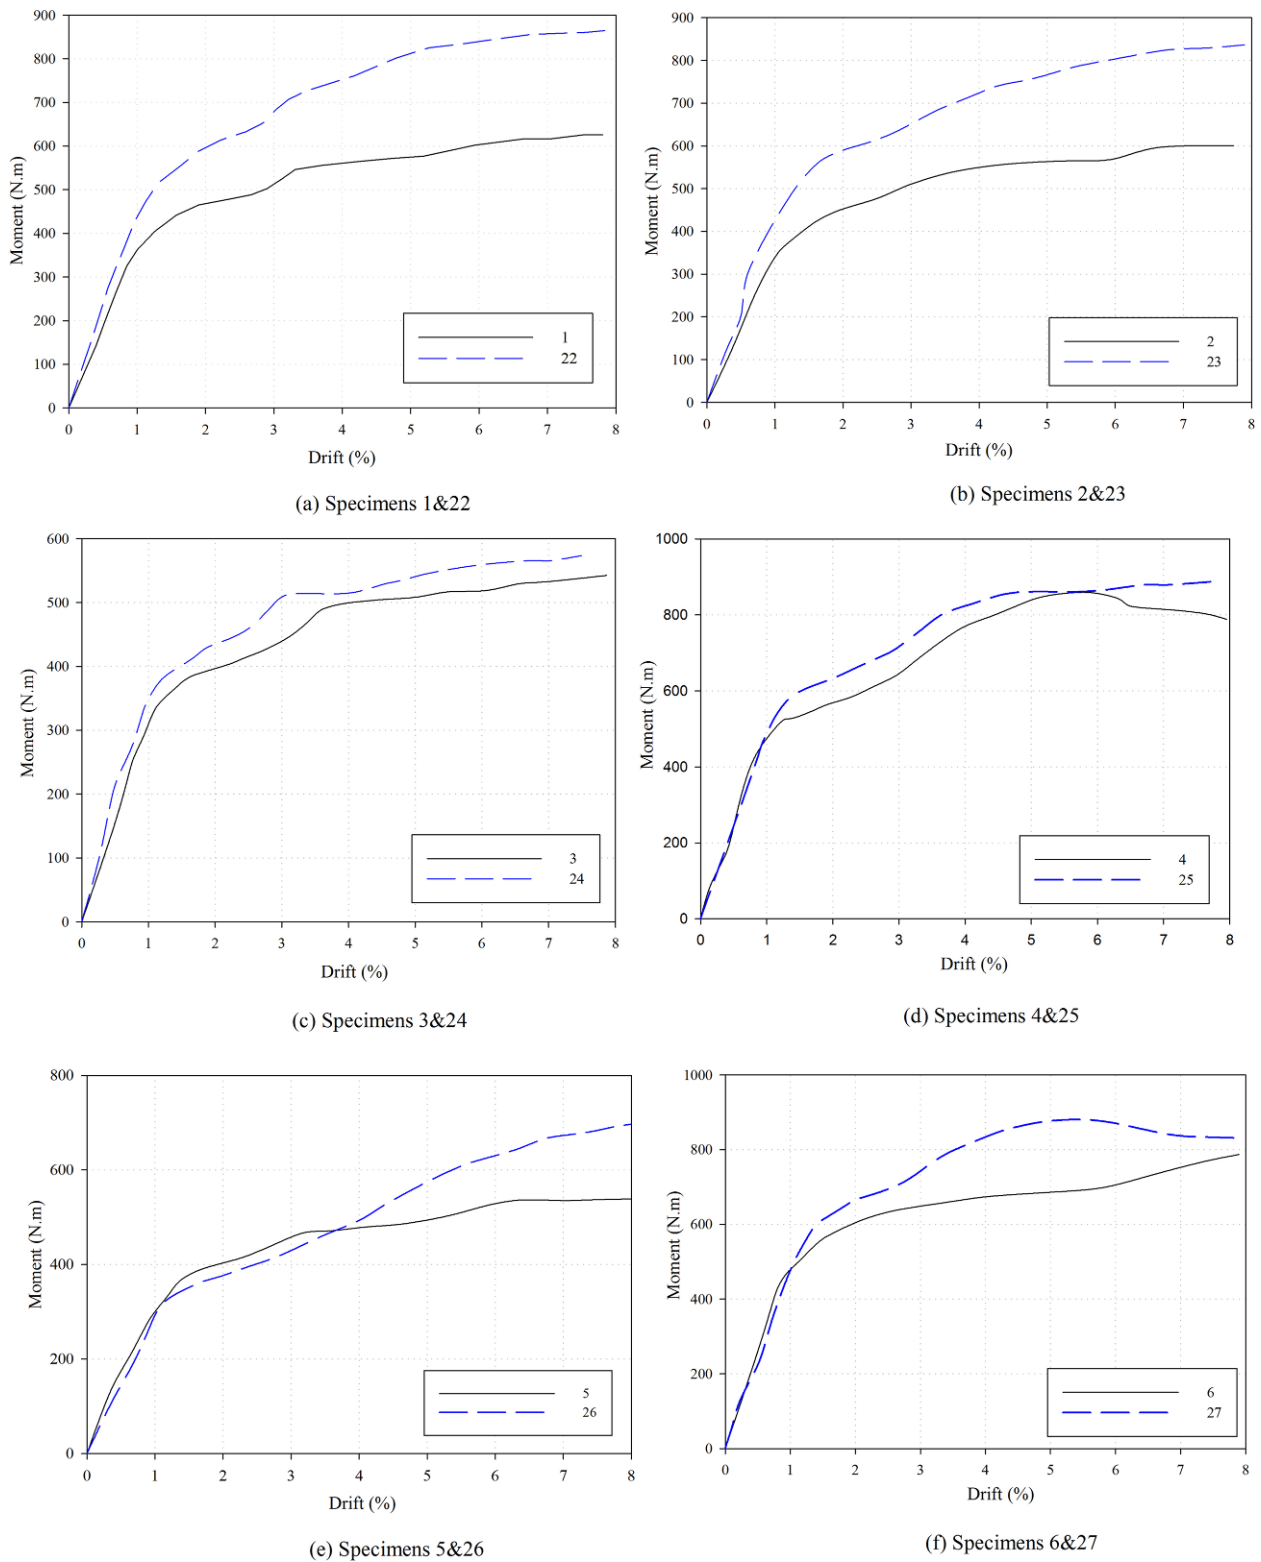 900
800
700
600
500
400
300
200
100
0
Moment (N.m)
0 1 2 3 4 5 6 7 8
Drift (%)
1
22
(a) Specimens 1&22
900
800
700
600
500
400
300
200
100
0
Moment (N.m)
0 1 2 3 4 5 6 7 8
Drift (%)
2
23
(b) Specimens 2&23
600
500
400
300
200
100
0
Moment (N.m)
0 1 2 3 4 5 6 7 8
Drift (%)
3
24
(c) Specimens 3&24
1000
800
600
400
200
0
Moment (N.m)
0 1 2 3 4 5 6 7 8
Drift (%)
4
25
(d) Specimens 4&25
800
600
400
200
0
Moment (N.m)
0 1 2 3 4 5 6 7 8
Drift (%)
5
26
(e) Specimens 5&26
1000
800
600
400
200
0
Moment (N.m)
0 1 2 3 4 5 6 7 8
Drift (%)
6
27
(f) Specimens 6&27